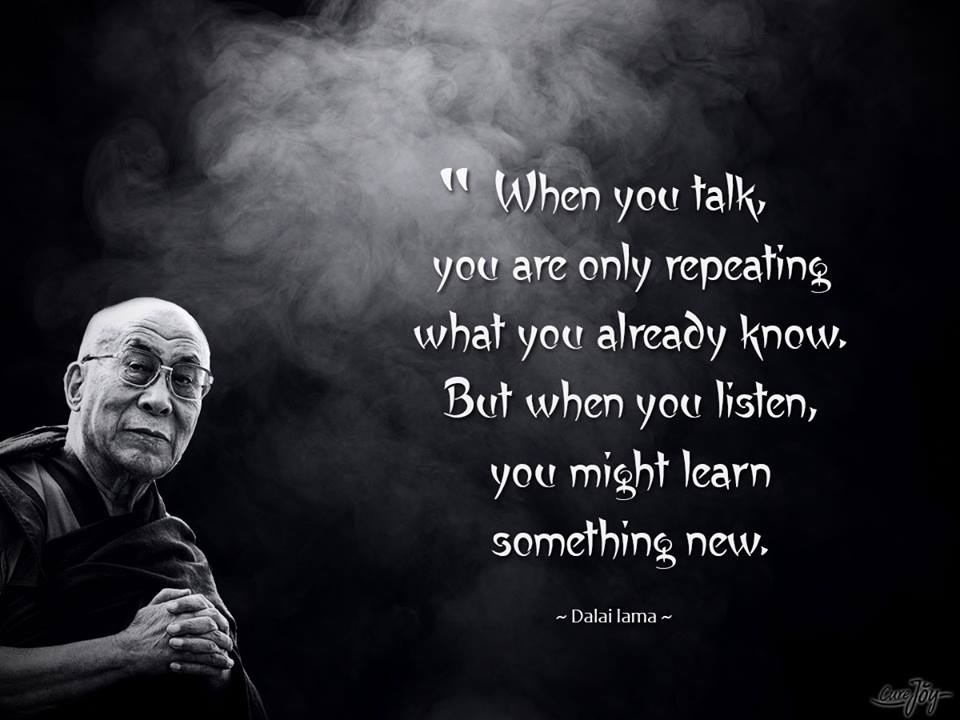 " When you talk,
you are only repeating
what you already know.
But when you listen,
you might learn
something new.
~ Dalai lama ~
CureJoy